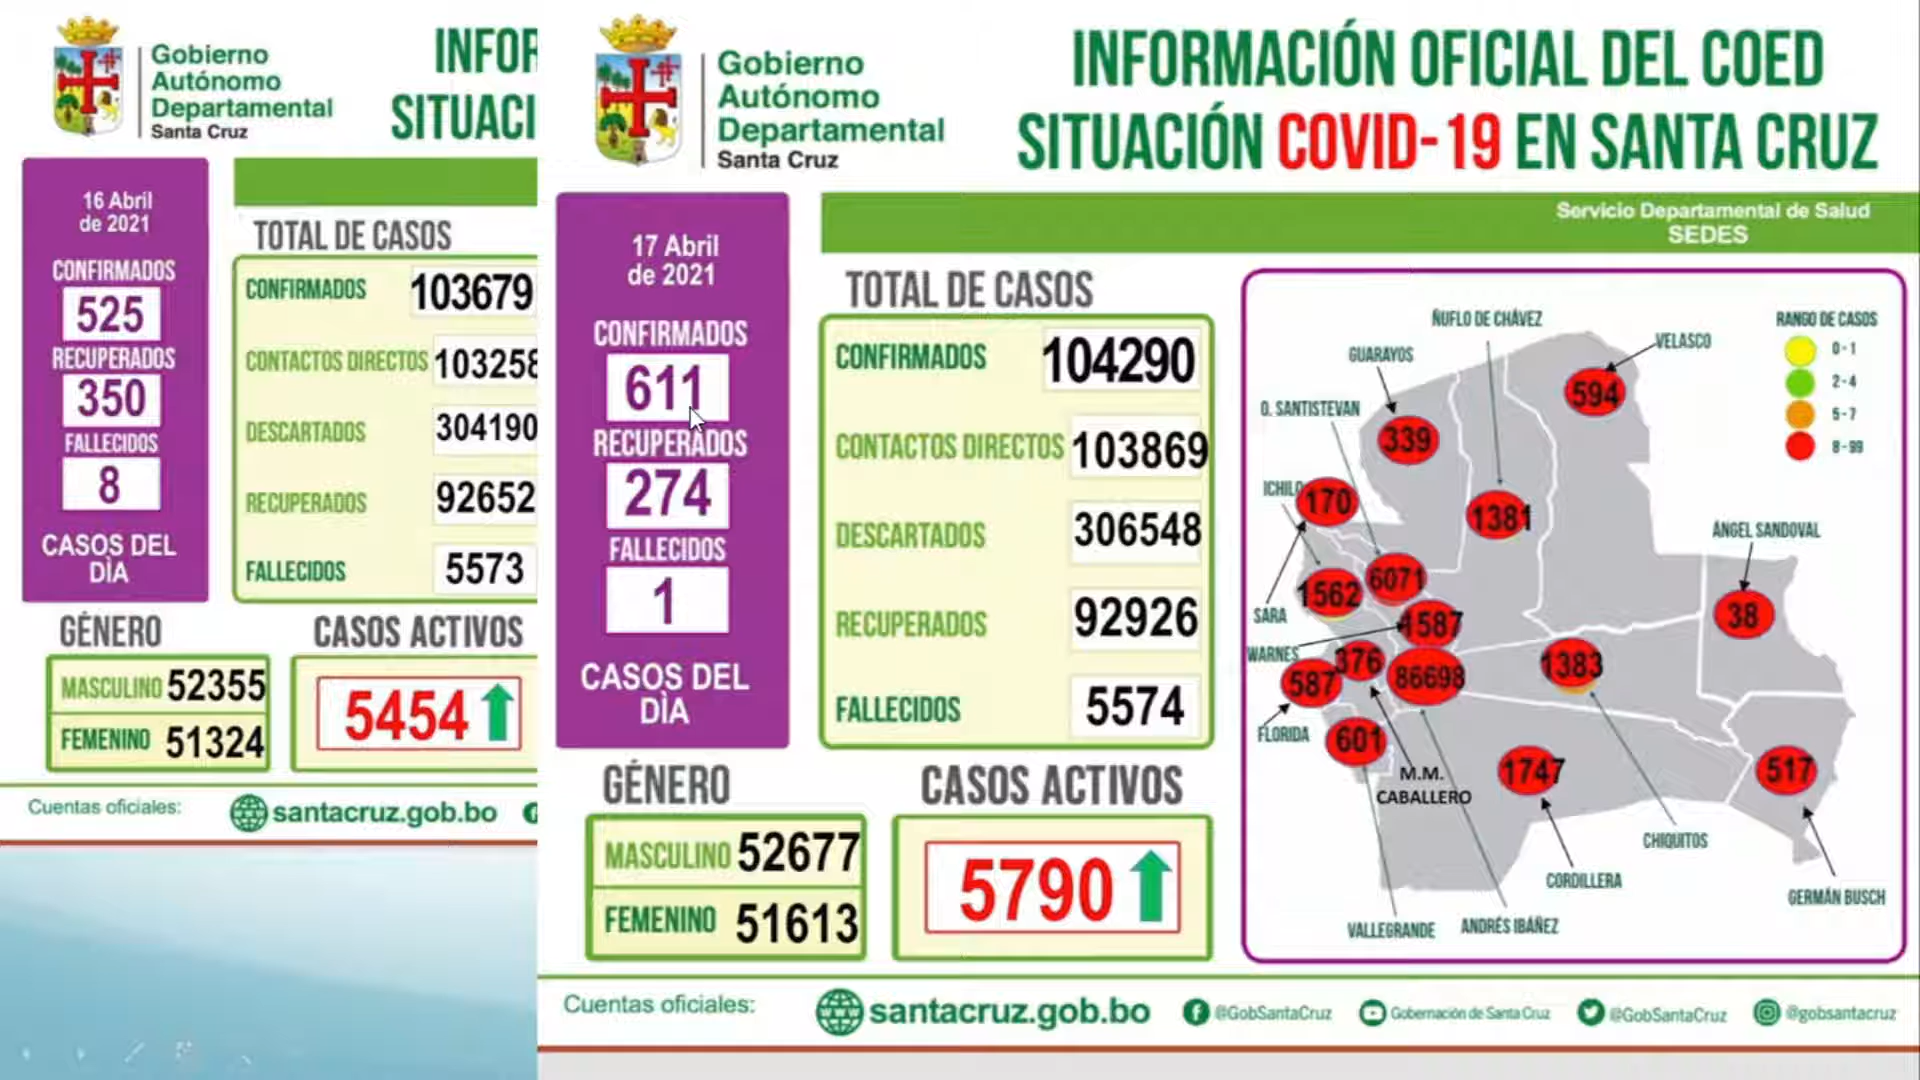 Gobierno
Autónomo
Departamental
Santa Cruz
INFOR
SITUACI
16 Abril
de 2021
CONFIRMADOS
525
RECUPERADOS
350
FALLECIDOS
8
CASOS DEL
DÌA
TOTAL DE CASOS
CONFIRMADOS 103679
CONTACTOS DIRECTOS 103258
DESCARTADOS 304190
RECUPERADOS 92652
FALLECIDOS 5573
GÉNERO
MASCULINO 52355
FEMENINO 51324
CASOS ACTIVOS
5454
Cuentas oficiales:
santacruz.gob.bo
Gobierno
Autónomo
Departamental
Santa Cruz
INFORMACIÓN OFICIAL DEL COED
SITUACIÓN COVID-19 EN SANTA CRUZ
Servicio Departamental de Salud
SEDES
17 Abril
de 2021
CONFIRMADOS
611
RECUPERADOS
274
FALLECIDOS
1
CASOS DEL
DÌA
TOTAL DE CASOS
CONFIRMADOS 104290
CONTACTOS DIRECTOS 103869
DESCARTADOS 306548
RECUPERADOS 92926
FALLECIDOS 5574
GÉNERO
MASCULINO 52677
FEMENINO 51613
CASOS ACTIVOS
5790
ÑUFLO DE CHÁVEZ
VELASCO
GUARAYOS
O. SANTISTEVAN
594
339
ICHILO
170
1381
ÁNGEL SANDOVAL
6071
1562
SARA
38
1587
WARNES
376
1383
587
86698
FLORIDA
601
M.M.
CABALLERO
1747
517
CHIQUITOS
CORDILLERA
GERMÁN BUSCH
VALLEGRANDE
ANDRÉS IBÁÑEZ
RANGO DE CASOS
0-1
2-4
5-7
8-99
Cuentas oficiales:
santacruz.gob.bo
@GobSantaCruz
Gobernación de Santa Cruz
@GobSantaCruz
@gobsantacruz